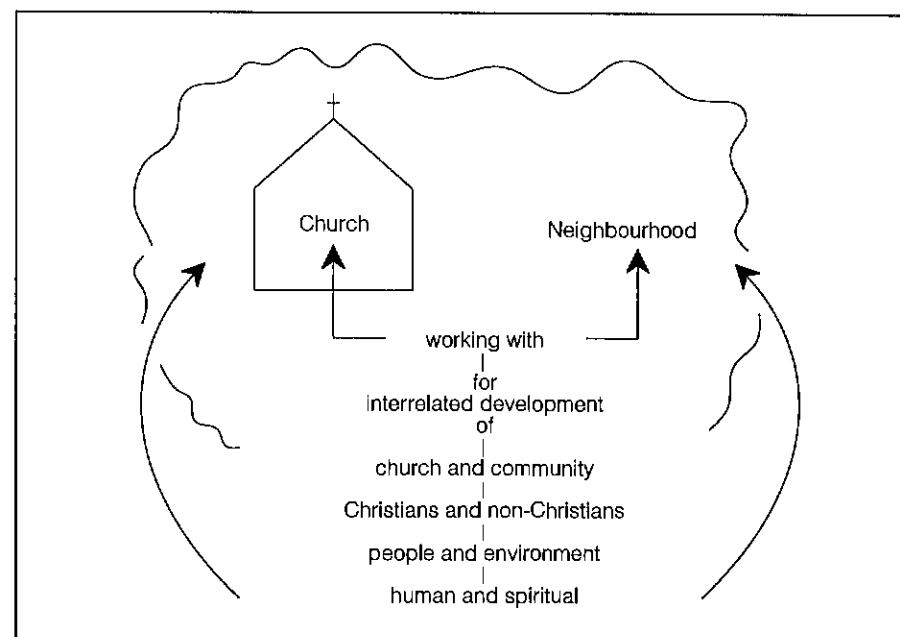 Church
Neighbourhood
working with
for
interrelated development
of
church and community
Christians and non-Christians
people and environment
human and spiritual